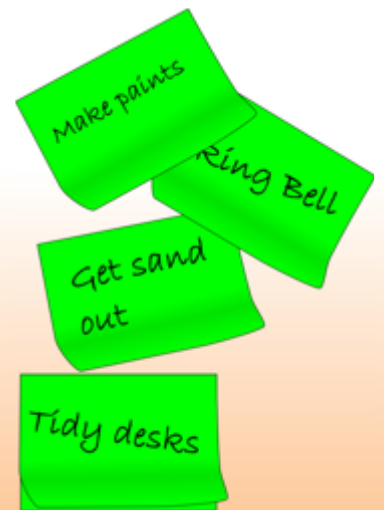 Make paints
Ring Bell
Get sand
out
Tidy desks